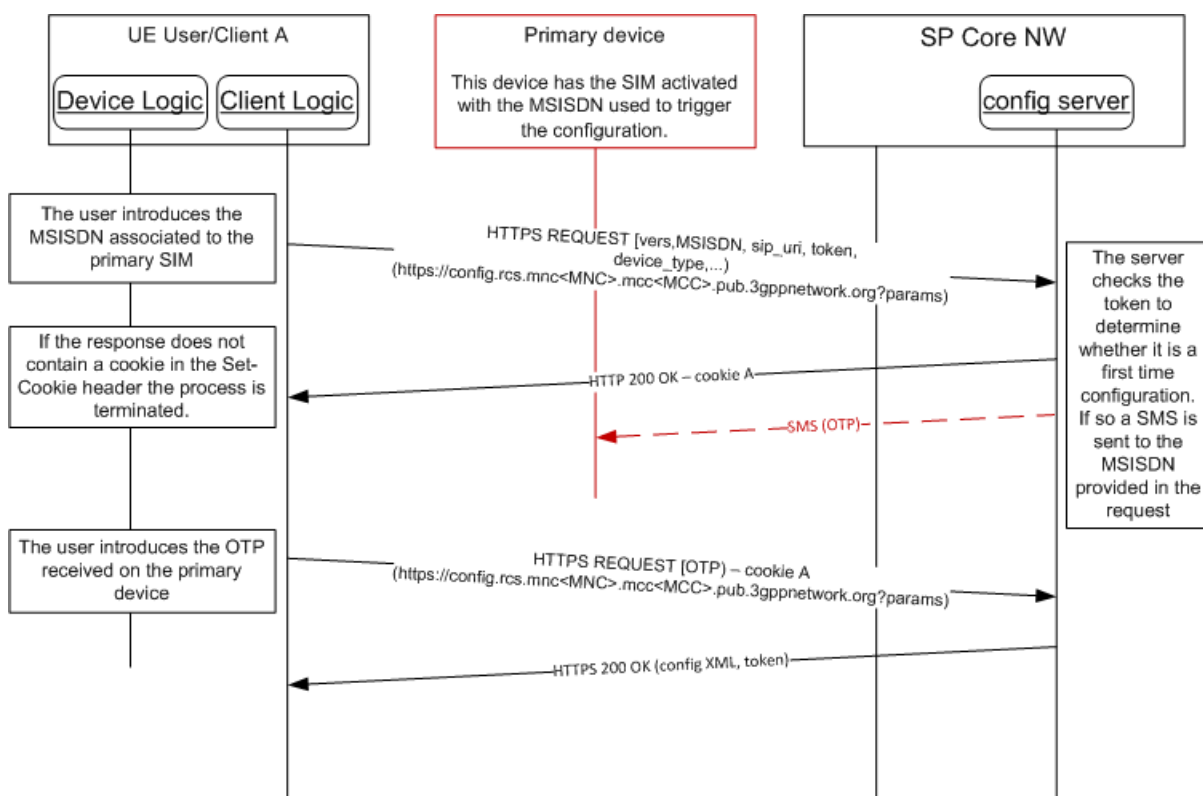 UE User/Client A
Device Logic
Client Logic
Primary device
This device has the SIM activated
with the MSISDN used to trigger
the configuration.
SP Core NW
config server
The user introduces the
MSISDN associated to the
primary SIM
HTTPS REQUEST [vers,MSISDN, sip_uri, token,
device_type,...)
(https://config.rcs.mnc<MNC>.mcc<MCC>.pub.3gppnetwork.org?params)
The server
checks the
token to
determine
whether it is a
first time
configuration.
If so a SMS is
sent to the
MSISDN
provided in the
request
If the response does not
contain a cookie in the Set-
Cookie header the process is
terminated.
HTTP 200 OK – cookie A
SMS (OTP)
The user introduces the OTP
received on the primary
device
HTTPS REQUEST [OTP) – cookie A
(https://config.rcs.mnc<MNC>.mcc<MCC>.pub.3gppnetwork.org?params)
HTTPS 200 OK (config XML, token)